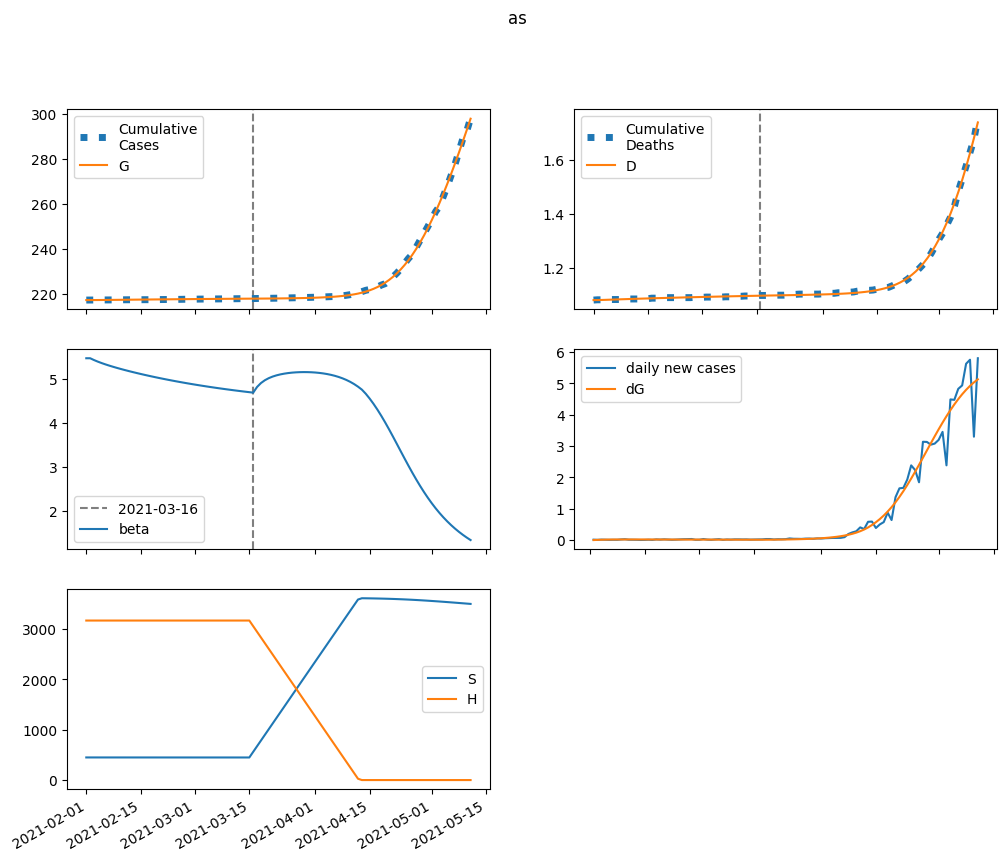 as
300
280
260
240
220
Cumulative
Cases
G
1.6
1.4
1.2
Cumulative
Deaths
D
5
4
3
2
2021-03-16
beta
6
5
4
3
2
1
0
daily new cases
dG
3000
2000
1000
0
S
H
2021-02-01
2021-02-15
2021-03-01
2021-03-15
2021-04-01
2021-04-15
2021-05-01
2021-05-15